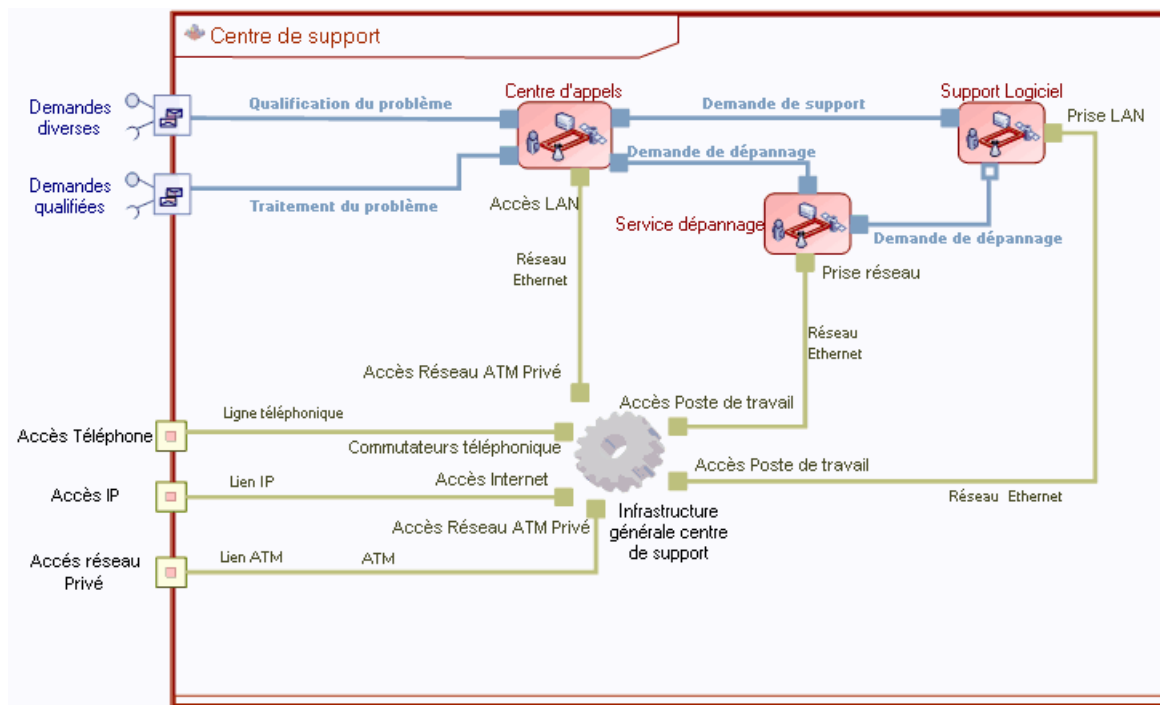 Centre de support
Demandes
diverses
Qualification du problème
Centre d'appels
Demande de support
Support Logiciel
Prise LAN
Demande de dépannage
Demandes
qualifiées
Traitement du problème
Accès LAN
Service dépannage
Demande de dépannage
Réseau
Ethernet
Prise réseau
Réseau
Ethernet
Accès Réseau ATM Privé
Accès Poste de travail
Accès Téléphone
Ligne téléphonique
Commutateurs téléphonique
Accès Poste de travail
Accès IP
Lien IP
Accès Internet
Réseau Ethernet
Accès Réseau ATM Privé
Infrastructure
générale centre
de support
Accés réseau
Privé
Lien ATM
ATM